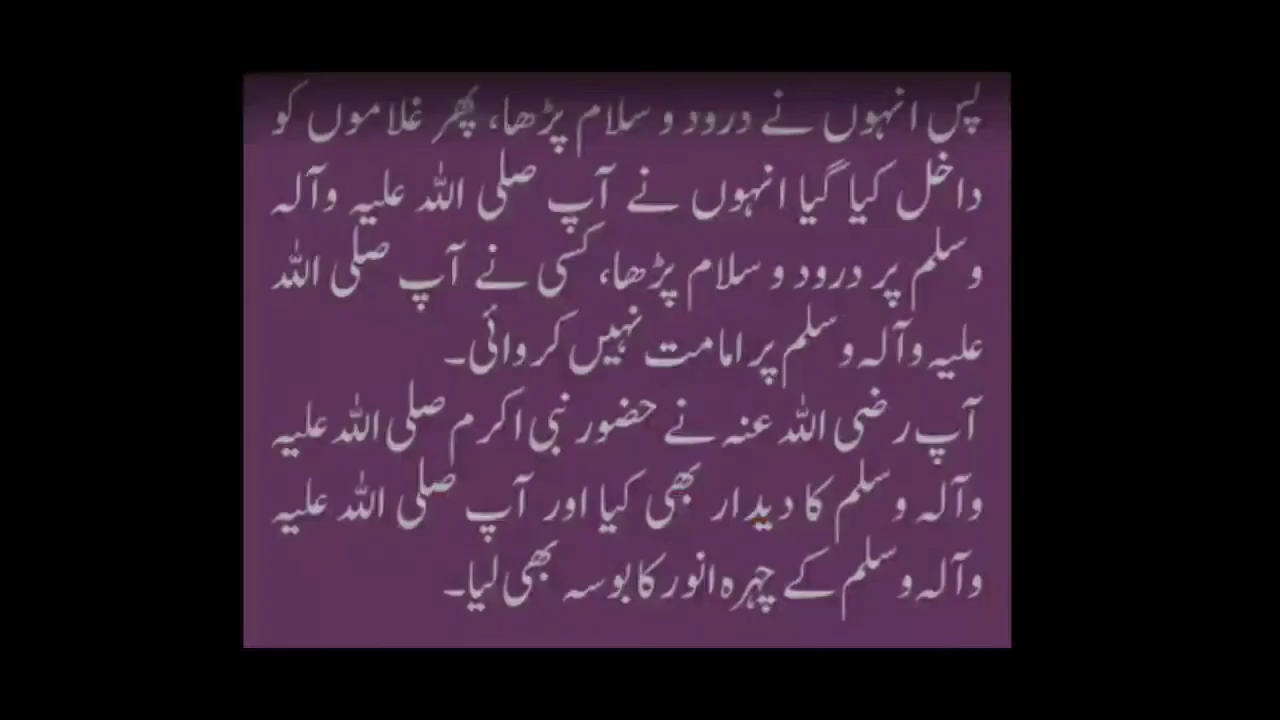 پس انہوں نے درود و سلام پڑھا، پھر غلاموں کو
داخل کیا گیا انہوں نے آپ صلی اللہ علیہ وآلہ
وسلم پر درود و سلام پڑھا، کسی نے آپ صلی اللہ
علیہ وآلہ وسلم پر امامت نہیں کروائی۔
آپ رضی اللہ عنہ نے حضور نبی اکرم صلی اللہ علیہ
وآلہ وسلم کا دیدار بھی کیا اور آپ صلی اللہ علیہ
وآلہ وسلم کے چہرہ انور کا بوسہ بھی لیا۔